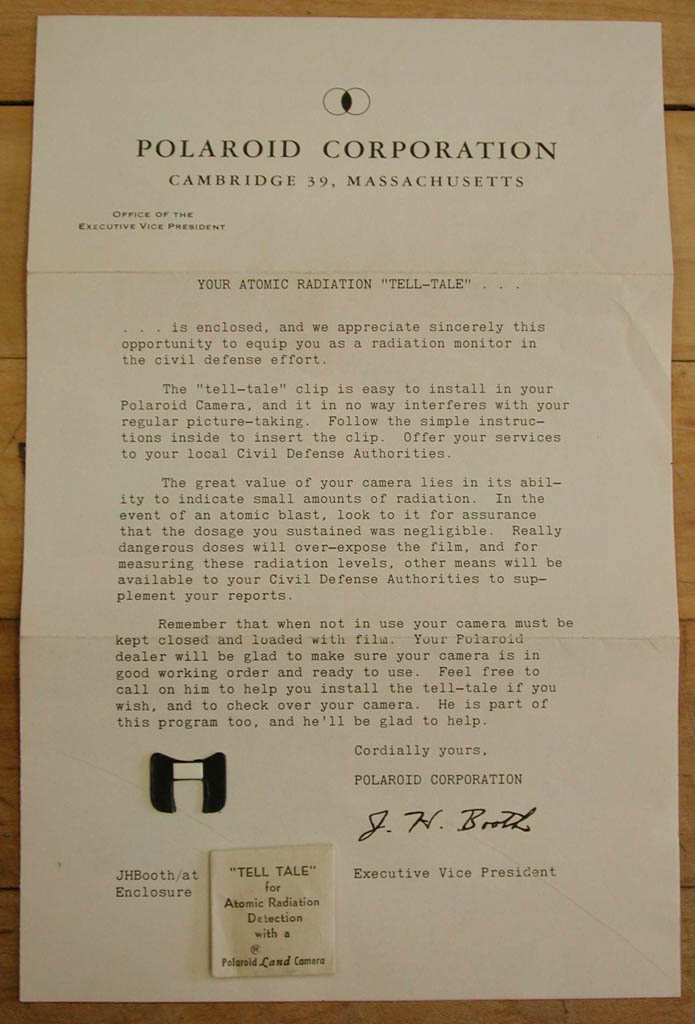 POLAROID CORPORATION
CAMBRIDGE 39, MASSACHUSETTS
OFFICE OF THE
EXECUTIVE VICE PRESIDENT
YOUR ATOMIC RADIATION "TELL-TALE" . . .
. . . is enclosed, and we appreciate sincerely this
opportunity to equip you as a radiation monitor in
the civil defense effort.
The "tell-tale" clip is easy to install in your
Polaroid Camera, and it in no way interferes with your
regular picture-taking. Follow the simple instruc-
tions inside to insert the clip. Offer your services
to your local Civil Defense Authorities.
The great value of your camera lies in its abil-
ity to indicate small amounts of radiation. In the
event of an atomic blast, look to it for assurance
that the dosage you sustained was negligible. Really
dangerous doses will over-expose the film, and for
measuring these radiation levels, other means will be
available to your Civil Defense Authorities to sup-
plement your reports.
Remember that when not in use your camera must be
kept closed and loaded with film. Your Polaroid
dealer will be glad to make sure your camera is in
good working order and ready to use. Feel free to
call on him to help you install the tell-tale if you
wish, and to check over your camera. He is part of
this program too, and he'll be glad to help.
Cordially yours,
POLAROID CORPORATION
J. H. Booth
Executive Vice President
JHBooth/at
Enclosure
"TELL TALE"
for
Atomic Radiation
Detection
with a
®
Polaroid Land Camera